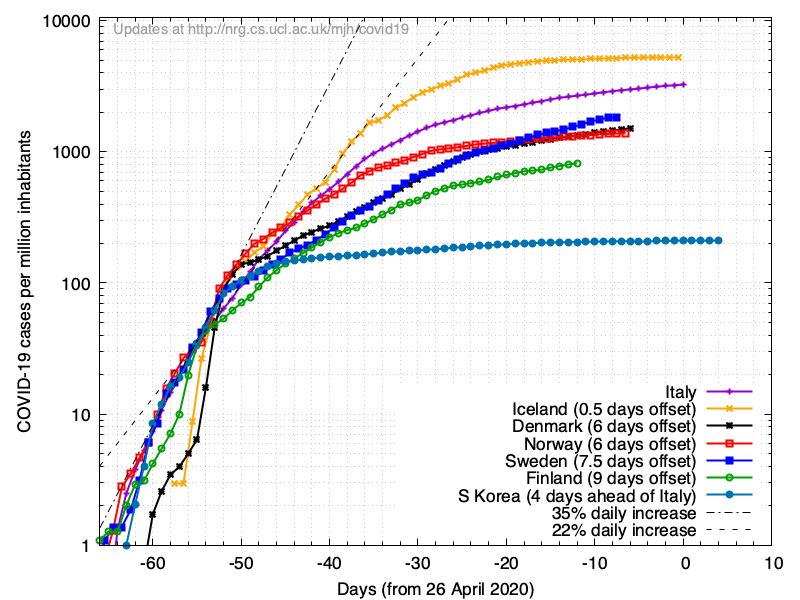 Updates at http://nrg.cs.ucl.ac.uk/mjh/covid19
10000
1000
100
10
1
COVID-19 cases per million inhabitants
Italy
Iceland (0.5 days offset)
Denmark (6 days offset)
Norway (6 days offset)
Sweden (7.5 days offset)
Finland (9 days offset)
S Korea (4 days ahead of Italy)
35% daily increase
22% daily increase
-60 -50 -40 -30 -20 -10 0 10
Days (from 26 April 2020)